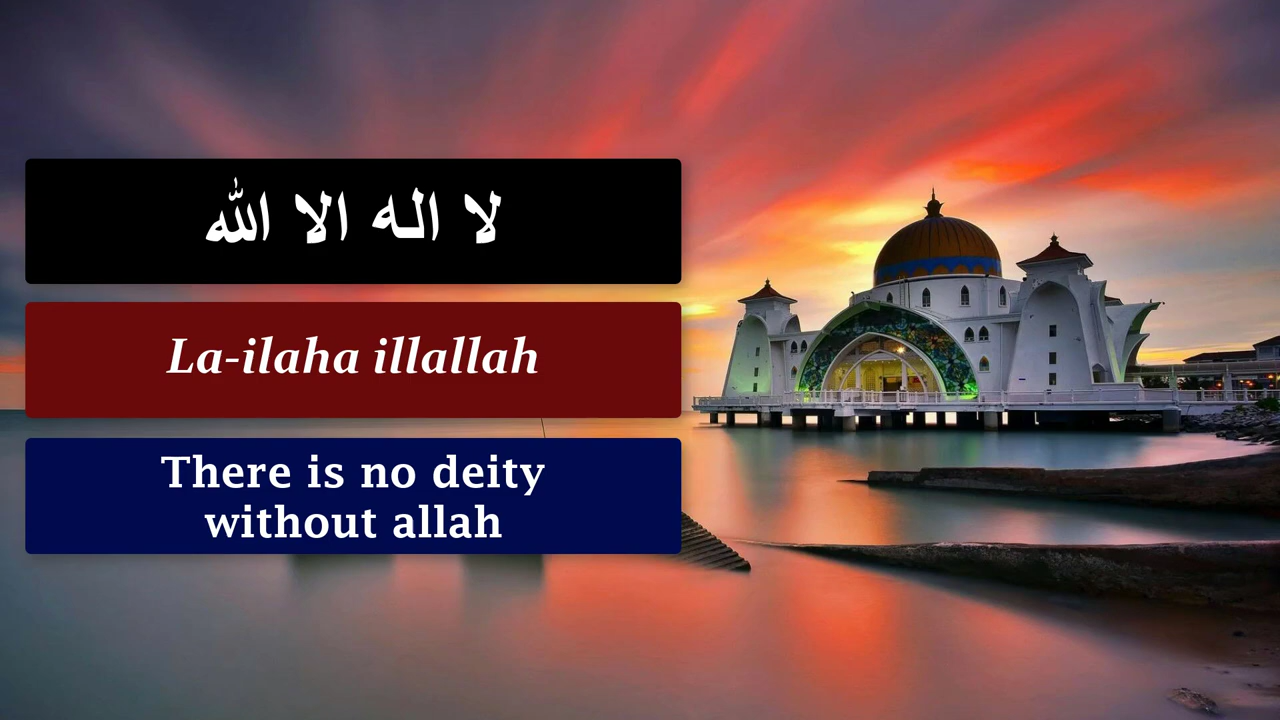 لا اله الا الله
La-ilaha illallah
There is no deity
without allah